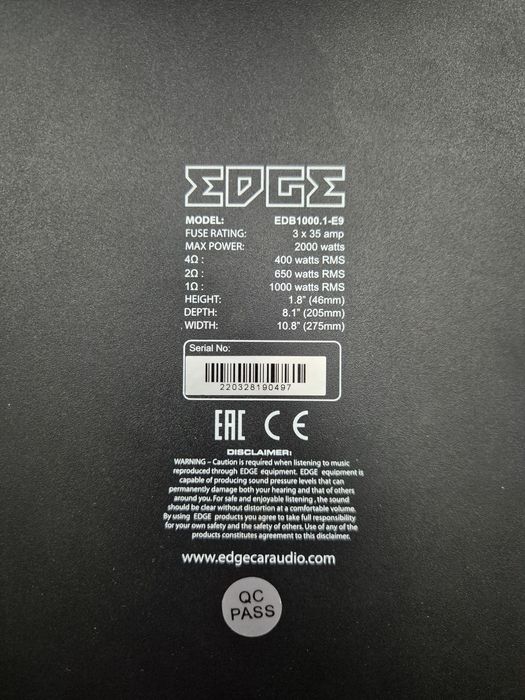 EDGE
MODEL: EDB1000.1-E9
FUSE RATING: 3 x 35 amp
MAX POWER: 2000 watts
4Ω : 400 watts RMS
2Ω : 650 watts RMS
1Ω : 1000 watts RMS
HEIGHT: 1.8" (46mm)
DEPTH: 8.1" (205mm)
WIDTH: 10.8" (275mm)
Serial No:
220328190497
EAC CE
DISCLAIMER:
WARNING – Caution is required when listening to music
reproduced through EDGE equipment. EDGE equipment is
capable of producing sound pressure levels that can
permanently damage both your hearing and that of others
around you. For safe and enjoyable listening , the sound
should be clear without distortion at a comfortable volume.
By using EDGE products you agree to take full responsibility
for your own safety and the safety of others. Use of any of the
products constitutes agreement to this disclaimer.
www.edgecaraudio.com
QC
PASS